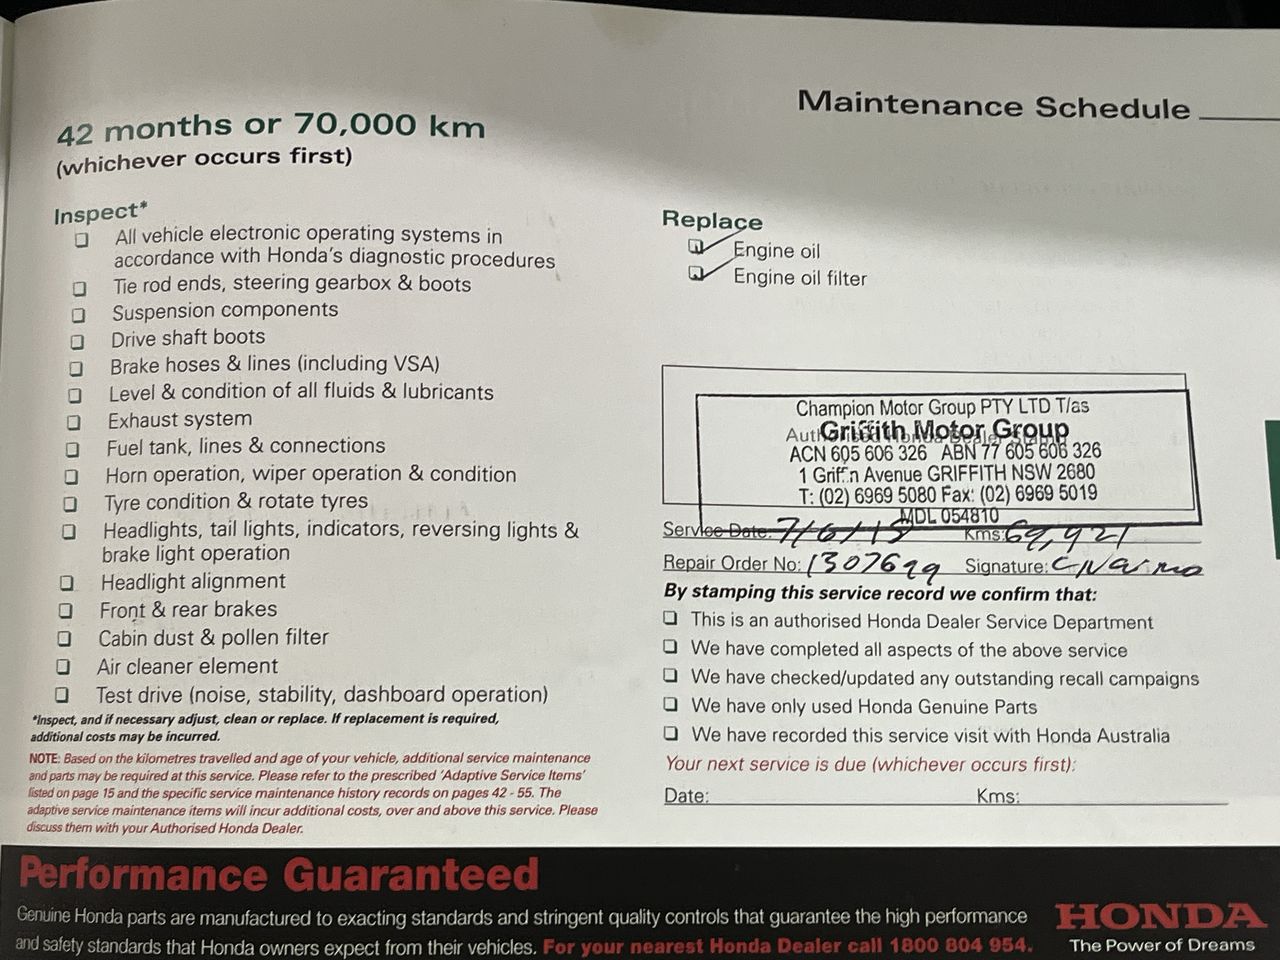 Maintenance Schedule
42 months or 70,000 km
(whichever occurs first)
Inspect*
All vehicle electronic operating systems in
accordance with Honda's diagnostic procedures
Tie rod ends, steering gearbox & boots
Suspension components
Drive shaft boots
Brake hoses & lines (including VSA)
Level & condition of all fluids & lubricants
Exhaust system
Fuel tank, lines & connections
Horn operation, wiper operation & condition
Tyre condition & rotate tyres
Headlights, tail lights, indicators, reversing lights &
brake light operation
Headlight alignment
Front & rear brakes
Cabin dust & pollen filter
Air cleaner element
Test drive (noise, stability, dashboard operation)
*Inspect, and if necessary adjust, clean or replace. If replacement is required,
additional costs may be incurred.
NOTE: Based on the kilometres travelled and age of your vehicle, additional service maintenance
and parts may be required at this service. Please refer to the prescribed 'Adaptive Service Items'
listed on page 15 and the specific service maintenance history records on pages 42 - 55. The
adaptive service maintenance items will incur additional costs, over and above this service. Please
discuss them with your Authorised Honda Dealer.
Replace
Engine oil
Engine oil filter
Champion Motor Group PTY LTD T/as
Authorised Honda Dealer Stamp
Griffith Motor Group
ACN 605 606 326 ABN 77 605 606 326
1 Griffin Avenue GRIFFITH NSW 2680
T: (02) 6969 5080 Fax: (02) 6969 5019
MDL 054810
Service Date: 7/6/18 Kms: 69,921
Repair Order No: 1307699 Signature:
By stamping this service record we confirm that:
This is an authorised Honda Dealer Service Department
We have completed all aspects of the above service
We have checked/updated any outstanding recall campaigns
We have only used Honda Genuine Parts
We have recorded this service visit with Honda Australia
Your next service is due (whichever occurs first):
Date: Kms:
Performance Guaranteed
Genuine Honda parts are manufactured to exacting standards and stringent quality controls that guarantee the high performance
and safety standards that Honda owners expect from their vehicles. For your nearest Honda Dealer call 1800 804 954.
HONDA
The Power of Dreams